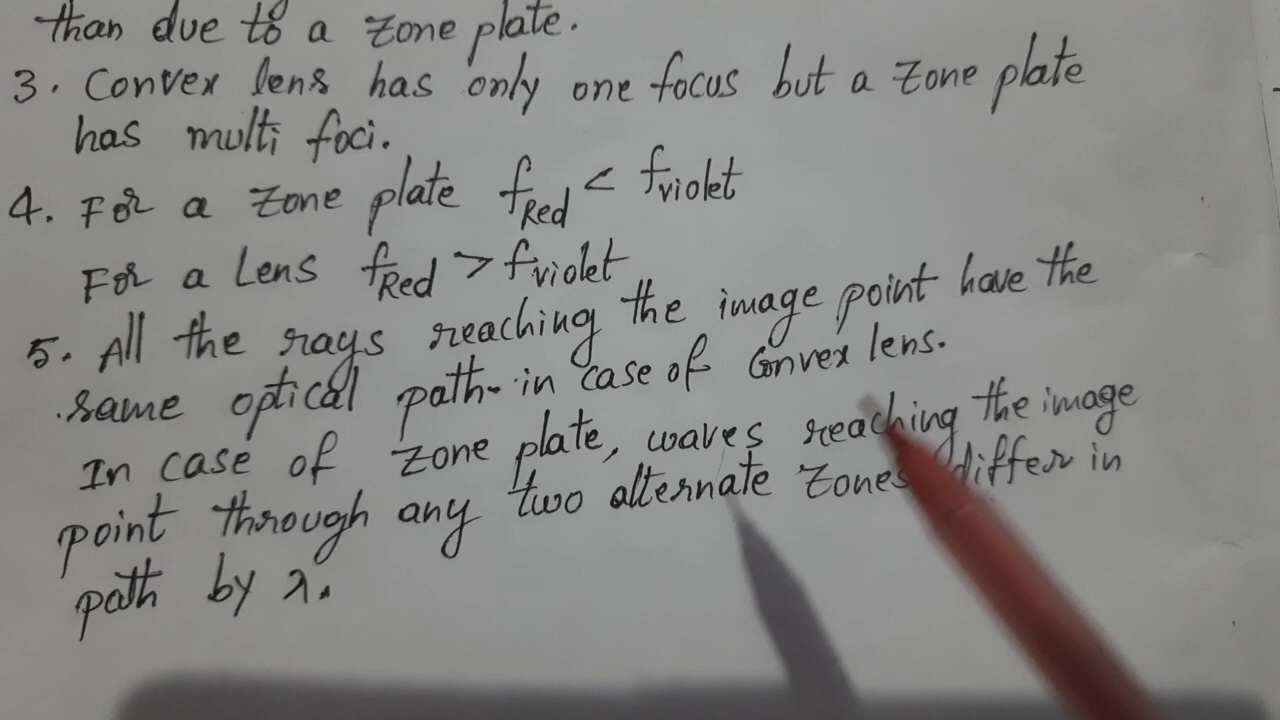 than due to a zone plate.
3. Convex lens has only one focus but a zone plate
has multi foci.
4. For a zone plate fRed < fviolet
For a Lens fRed > fviolet
5. All the rays reaching the image point have the
same optical path in case of convex lens.
In case of zone plate, waves reaching the image
point through any two alternate zones differ in
path by λ.